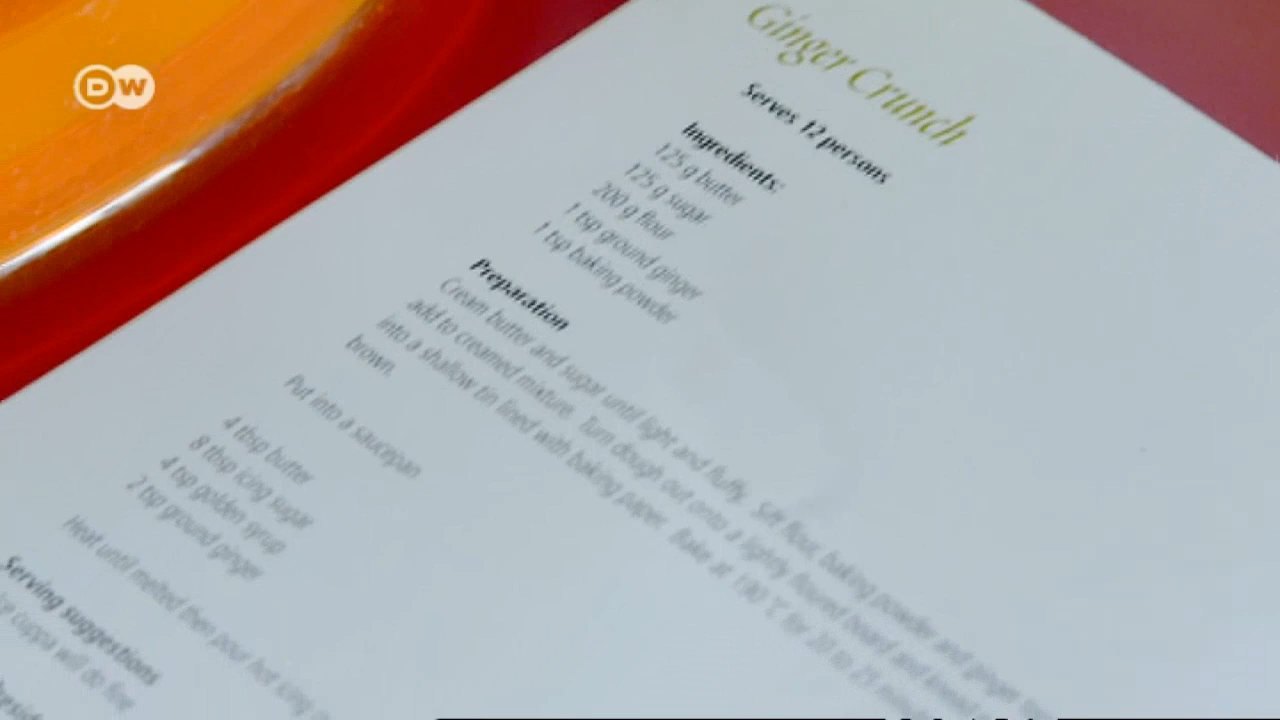 DW
Ginger Crunch
Serves 12 persons
Ingredients:
125 g butter
125 g sugar
200 g flour
1 tsp ground ginger
1 tsp baking powder
Preparation
Cream butter and sugar until light and fluffy. Sift flour, baking powder and ginger
add to creamed mixture. Turn dough out onto a lightly floured board and knead
into a shallow tin lined with baking paper. Bake at 190 °C for 20 to 25
brown.
Put into a saucepan
4 tbsp butter
8 tbsp icing sugar
4 tsp golden syrup
2 tsp ground ginger
Heat until melted then pour hot icing
Serving suggestions
cuppa will do fine